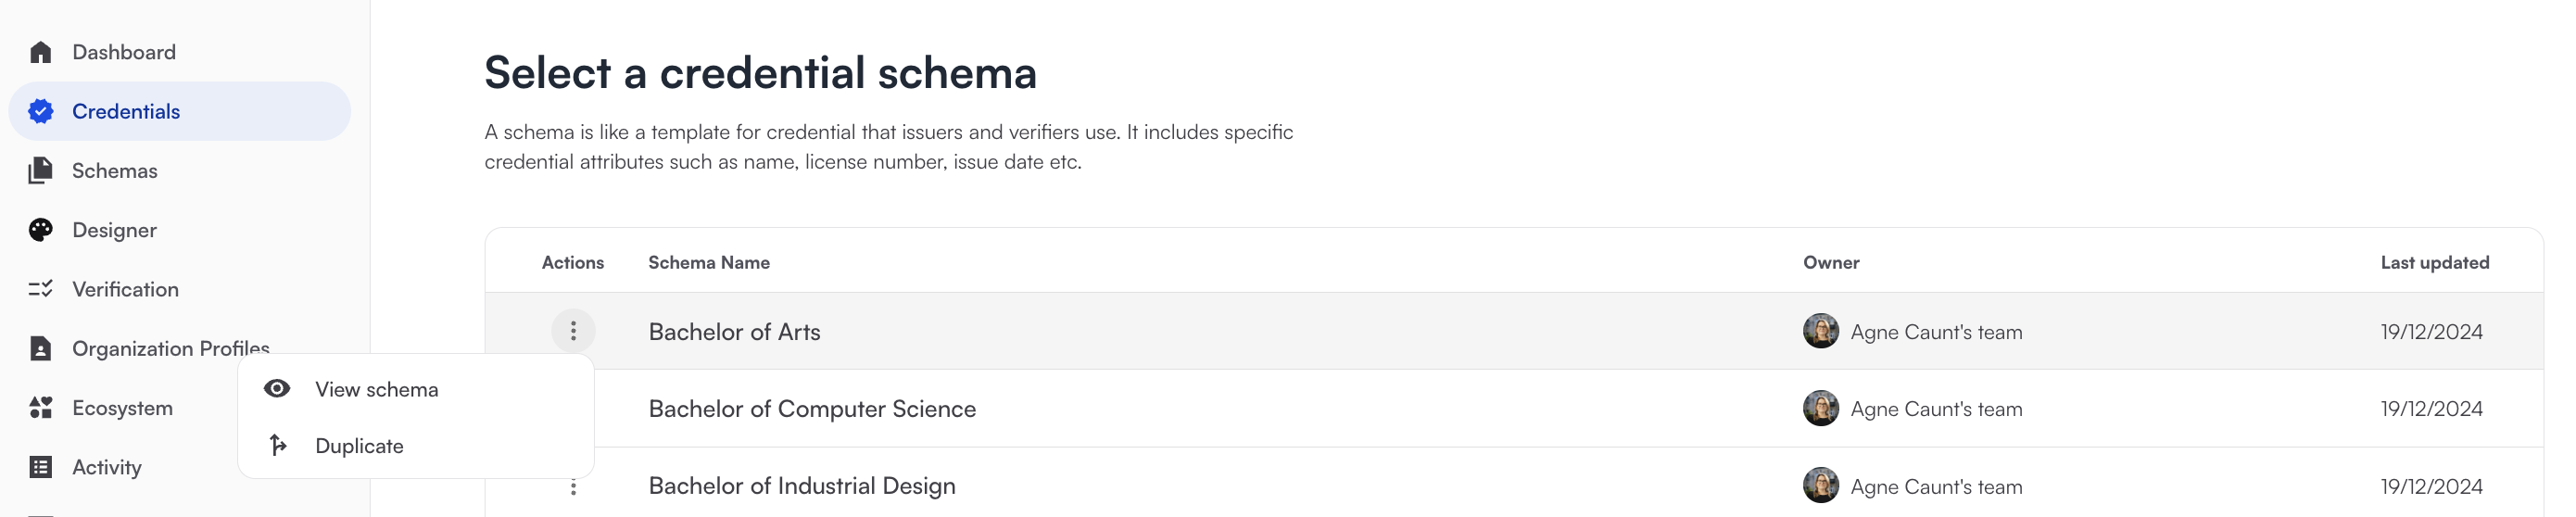 Dashboard
Credentials
Schemas
Designer
Verification
Organization Profiles
Ecosystem
Activity
View schema
Duplicate
Select a credential schema
A schema is like a template for credential that issuers and verifiers use. It includes specific
credential attributes such as name, license number, issue date etc.
Actions Schema Name Owner Last updated
Bachelor of Arts Agne Caunt's team 19/12/2024
Bachelor of Computer Science Agne Caunt's team 19/12/2024
Bachelor of Industrial Design Agne Caunt's team 19/12/2024